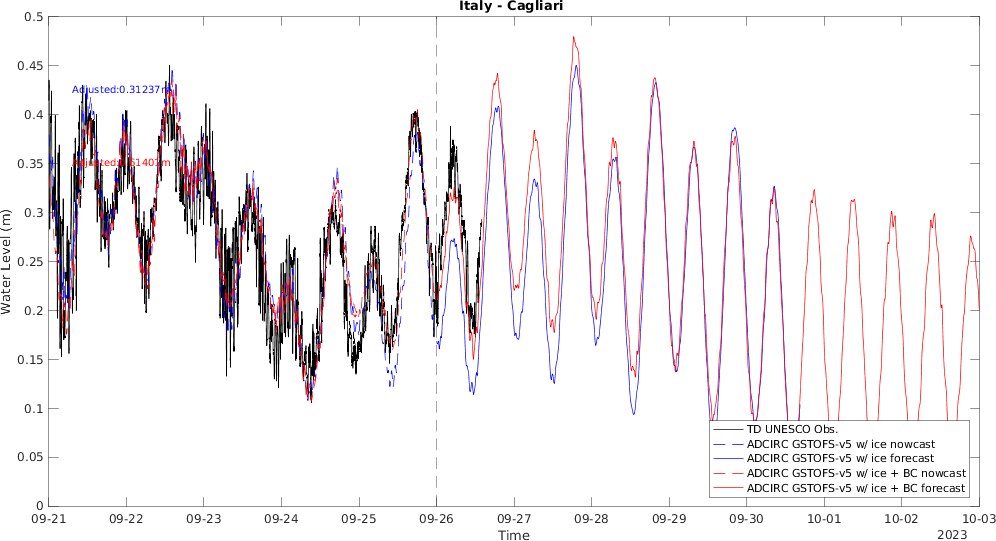 Italy - Cagliari
Water Level (m)
0.5
0.45
0.4
0.35
0.3
0.25
0.2
0.15
0.1
0.05
0
Adjusted:0.31237m
TD UNESCO Obs.
ADCIRC GSTOFS-v5 w/ ice nowcast
ADCIRC GSTOFS-v5 w/ ice forecast
ADCIRC GSTOFS-v5 w/ ice + BC nowcast
ADCIRC GSTOFS-v5 w/ ice + BC forecast
09-21 09-22 09-23 09-24 09-25 09-26 09-27 09-28 09-29 09-30 10-01 10-02 10-03
Time
2023